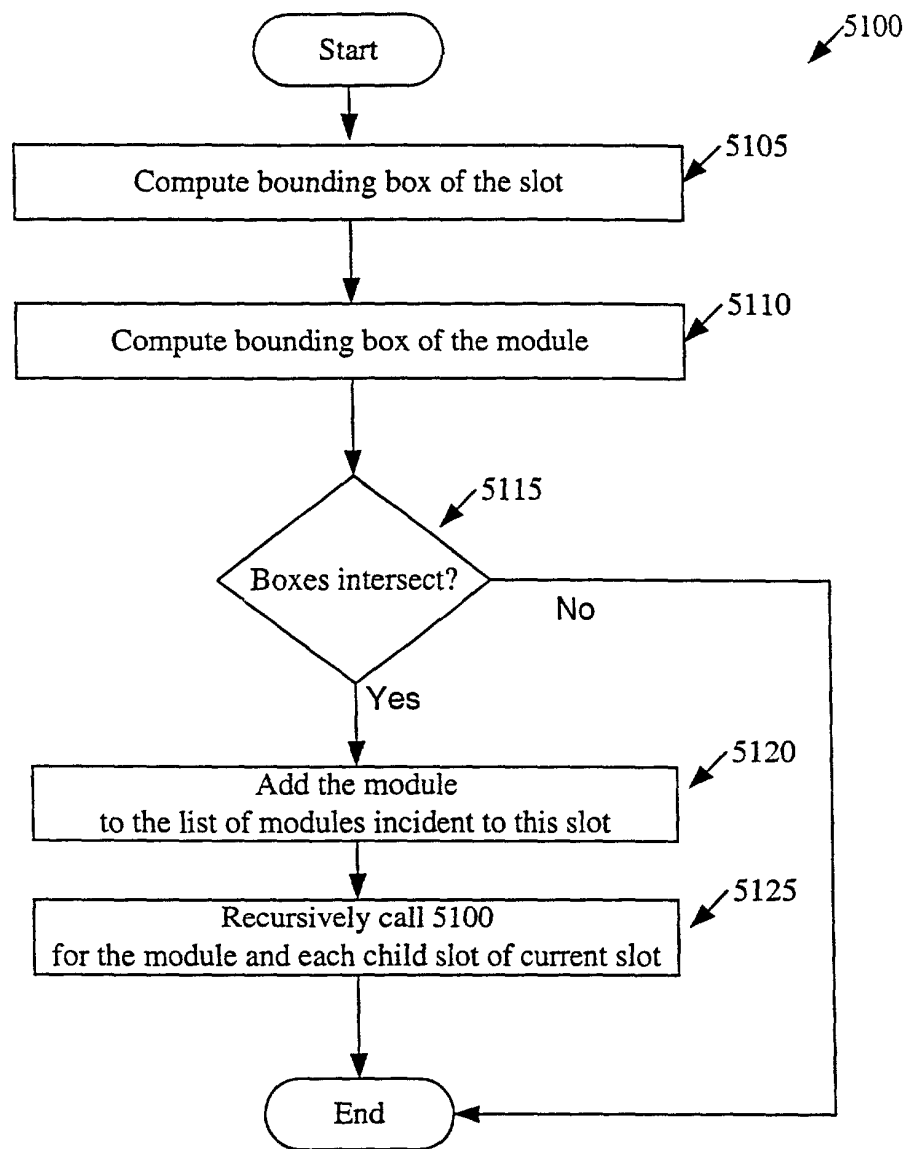 5100
Start
5105
Compute bounding box of the slot
5110
Compute bounding box of the module
5115
Boxes intersect?
No
Yes
5120
Add the module
to the list of modules incident to this slot
5125
Recursively call 5100
for the module and each child slot of current slot
End